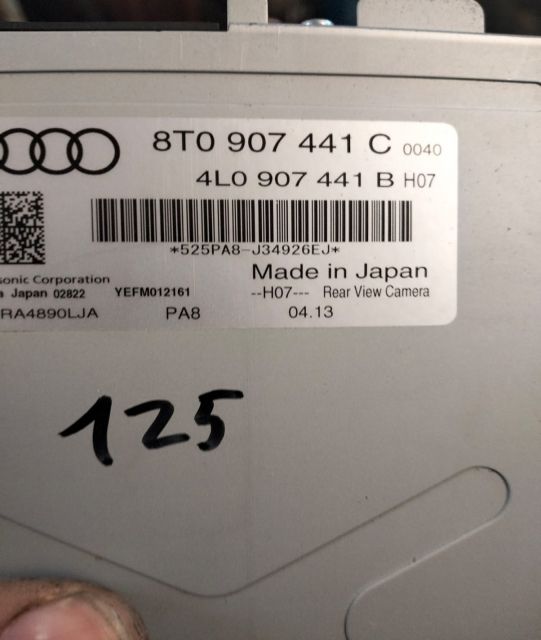 8T0 907 441 C 0040
4L0 907 441 B H07
*525PA8-J34926EJ*
Made in Japan
sonic Corporation
a Japan 02822 YEFM012161 --H07--- Rear View Camera
RA4890LJA PA8 04.13
125